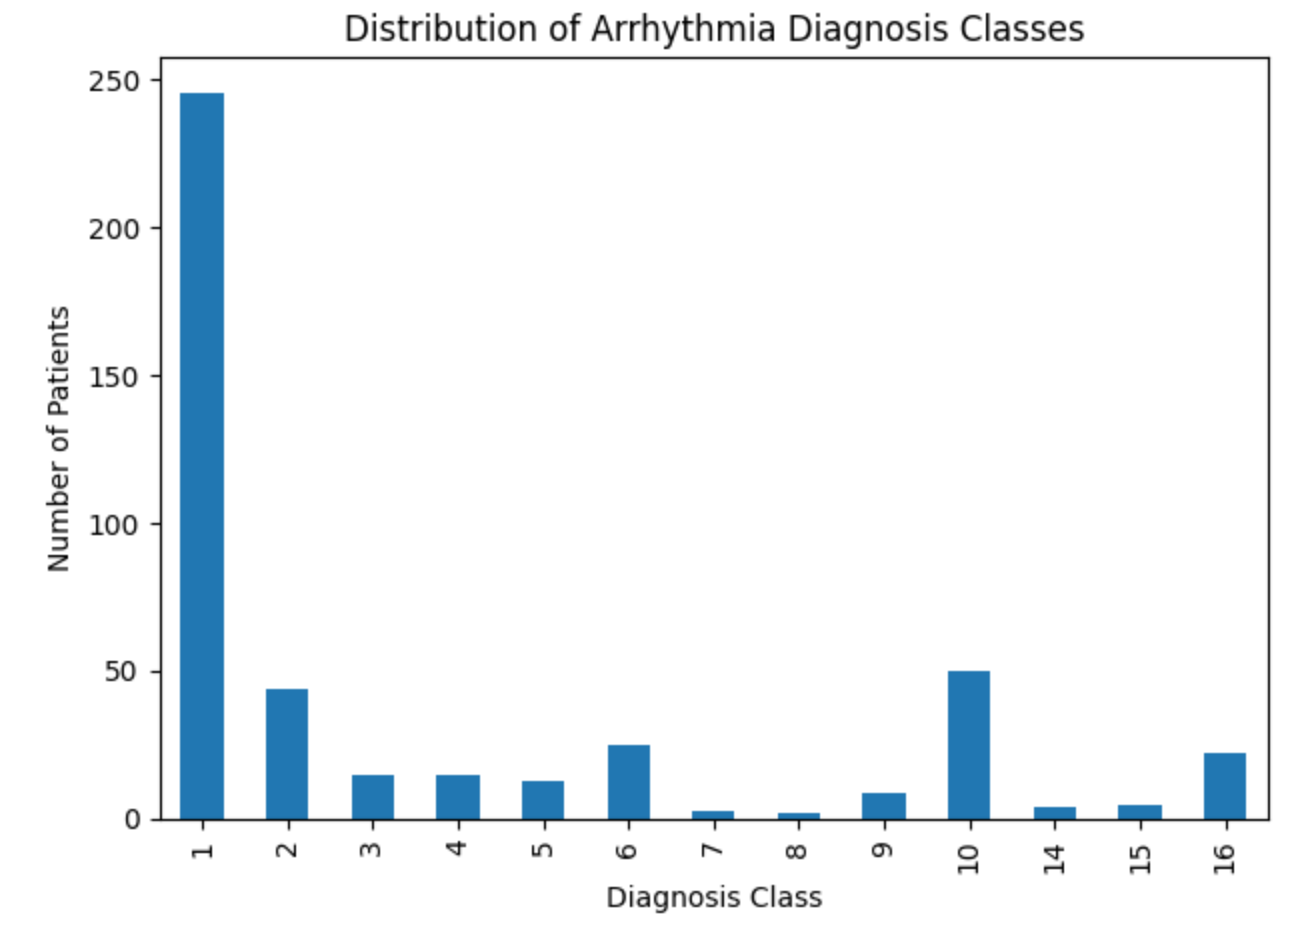 Distribution of Arrhythmia Diagnosis Classes
250
200
150
100
50
0
Number of Patients
1 2 3 4 5 6 7 8 9 10 14 15 16
Diagnosis Class